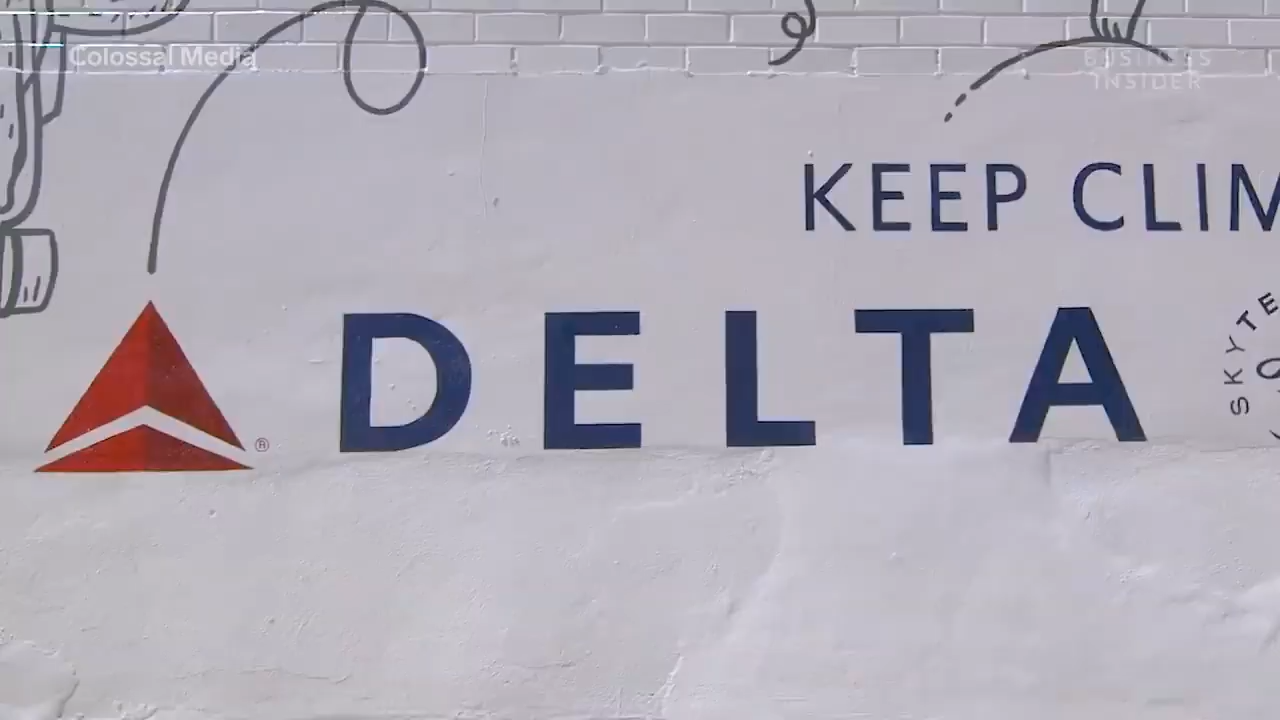 Colossal Media
BUSINESS
INSIDER
KEEP CLIM
DELTA
®
SKYTE